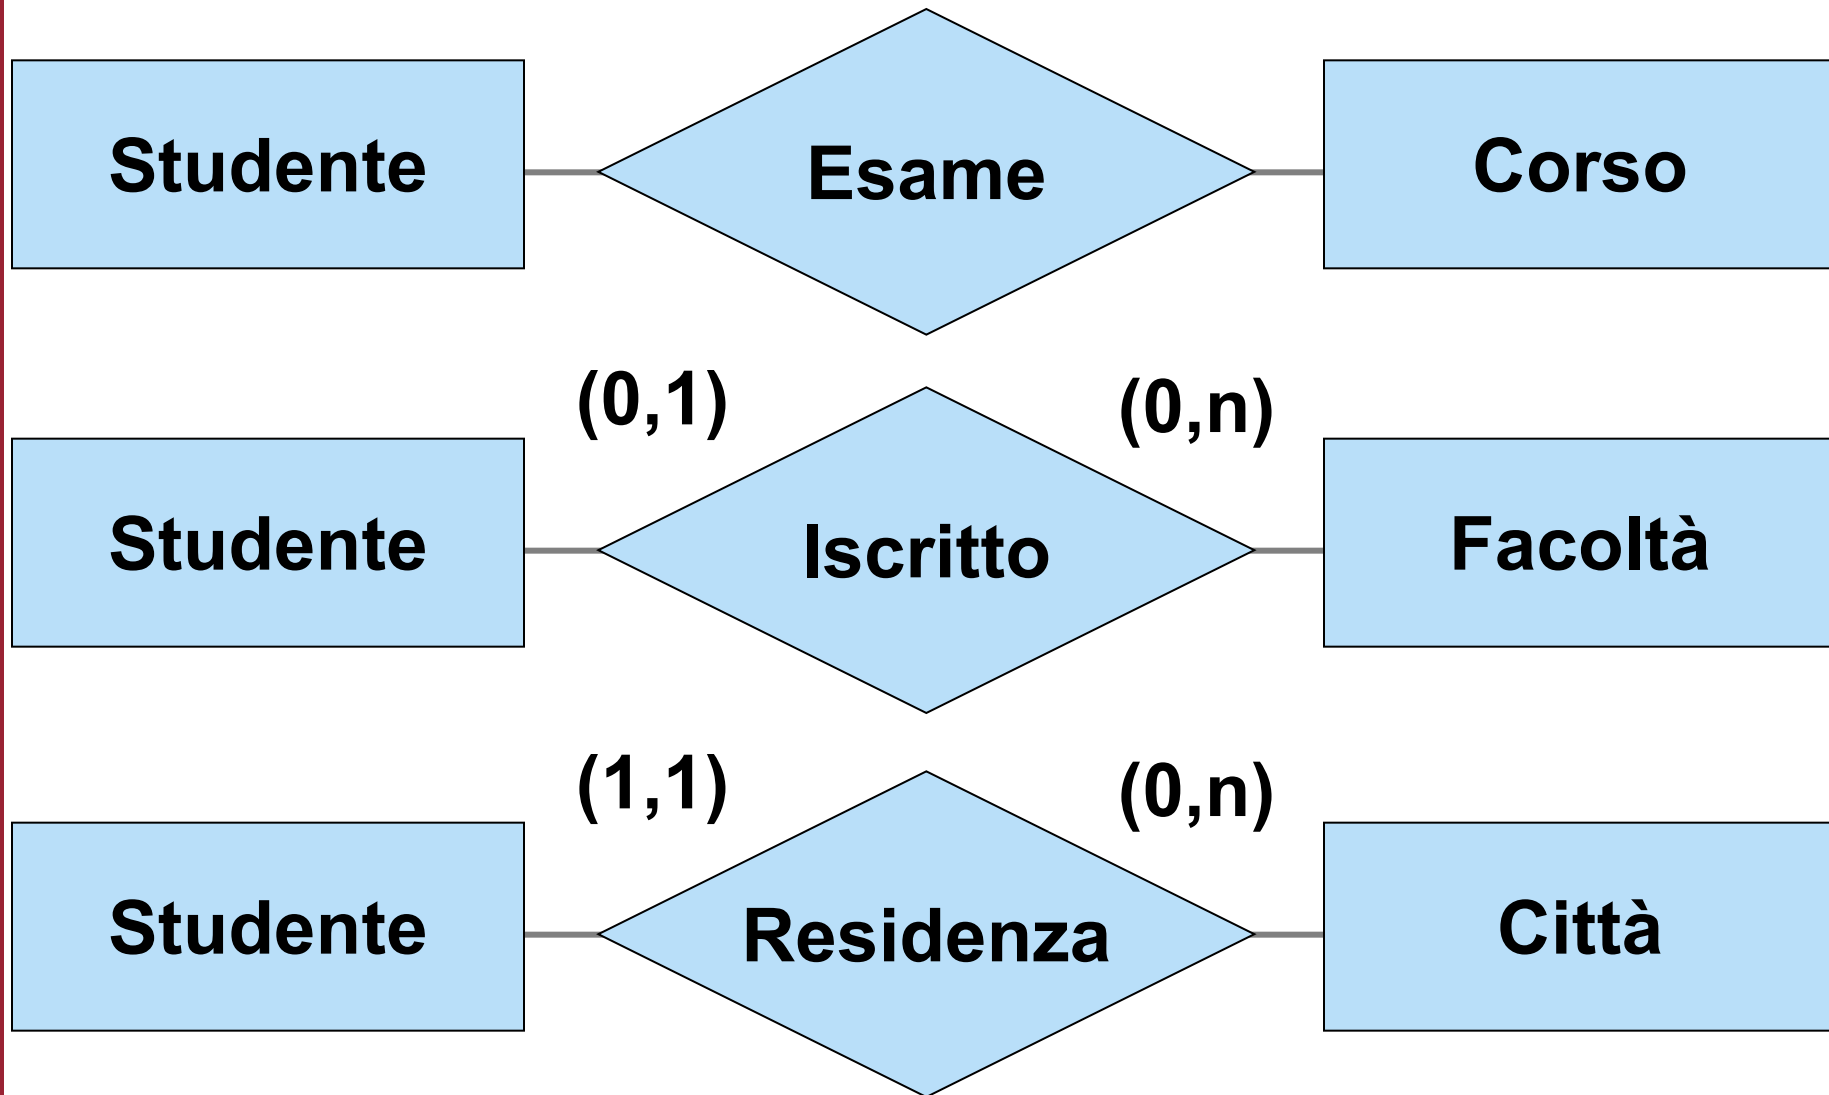 Studente
Esame
Corso
(0,1)
(0,n)
Studente
Iscritto
Facoltà
(1,1)
(0,n)
Studente
Residenza
Città